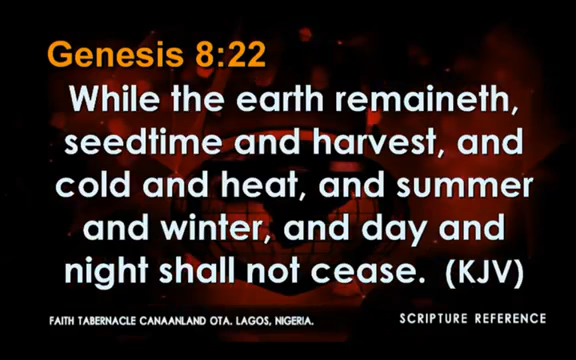 Genesis 8:22
While the earth remaineth,
seedtime and harvest, and
cold and heat, and summer
and winter, and day and
night shall not cease. (KJV)
FAITH TABERNACLE CANAANLAND OTA. LAGOS, NIGERIA.
SCRIPTURE REFERENCE